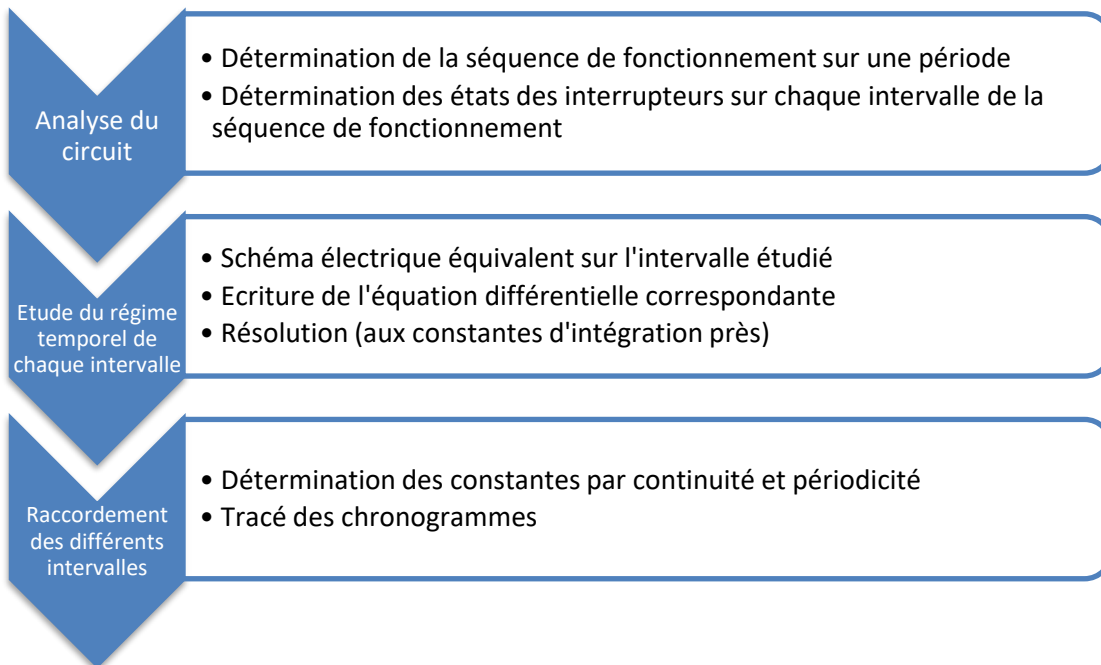 Analyse du
circuit
• Détermination de la séquence de fonctionnement sur une période
• Détermination des états des interrupteurs sur chaque intervalle de la
séquence de fonctionnement
Etude du régime
temporel de
chaque intervalle
• Schéma électrique équivalent sur l'intervalle étudié
• Ecriture de l'équation différentielle correspondante
• Résolution (aux constantes d'intégration près)
Raccordement
des différents
intervalles
• Détermination des constantes par continuité et périodicité
• Tracé des chronogrammes